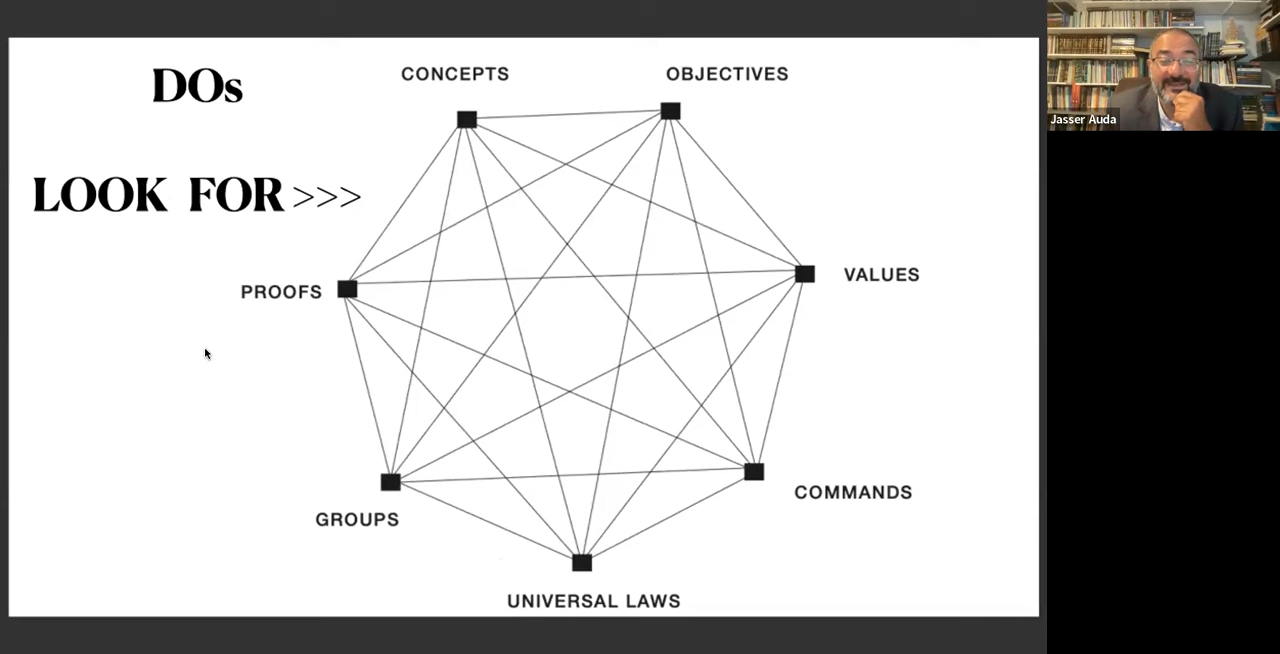 DOs
LOOK FOR >>>
CONCEPTS
OBJECTIVES
PROOFS
VALUES
GROUPS
COMMANDS
UNIVERSAL LAWS
Jasser Auda